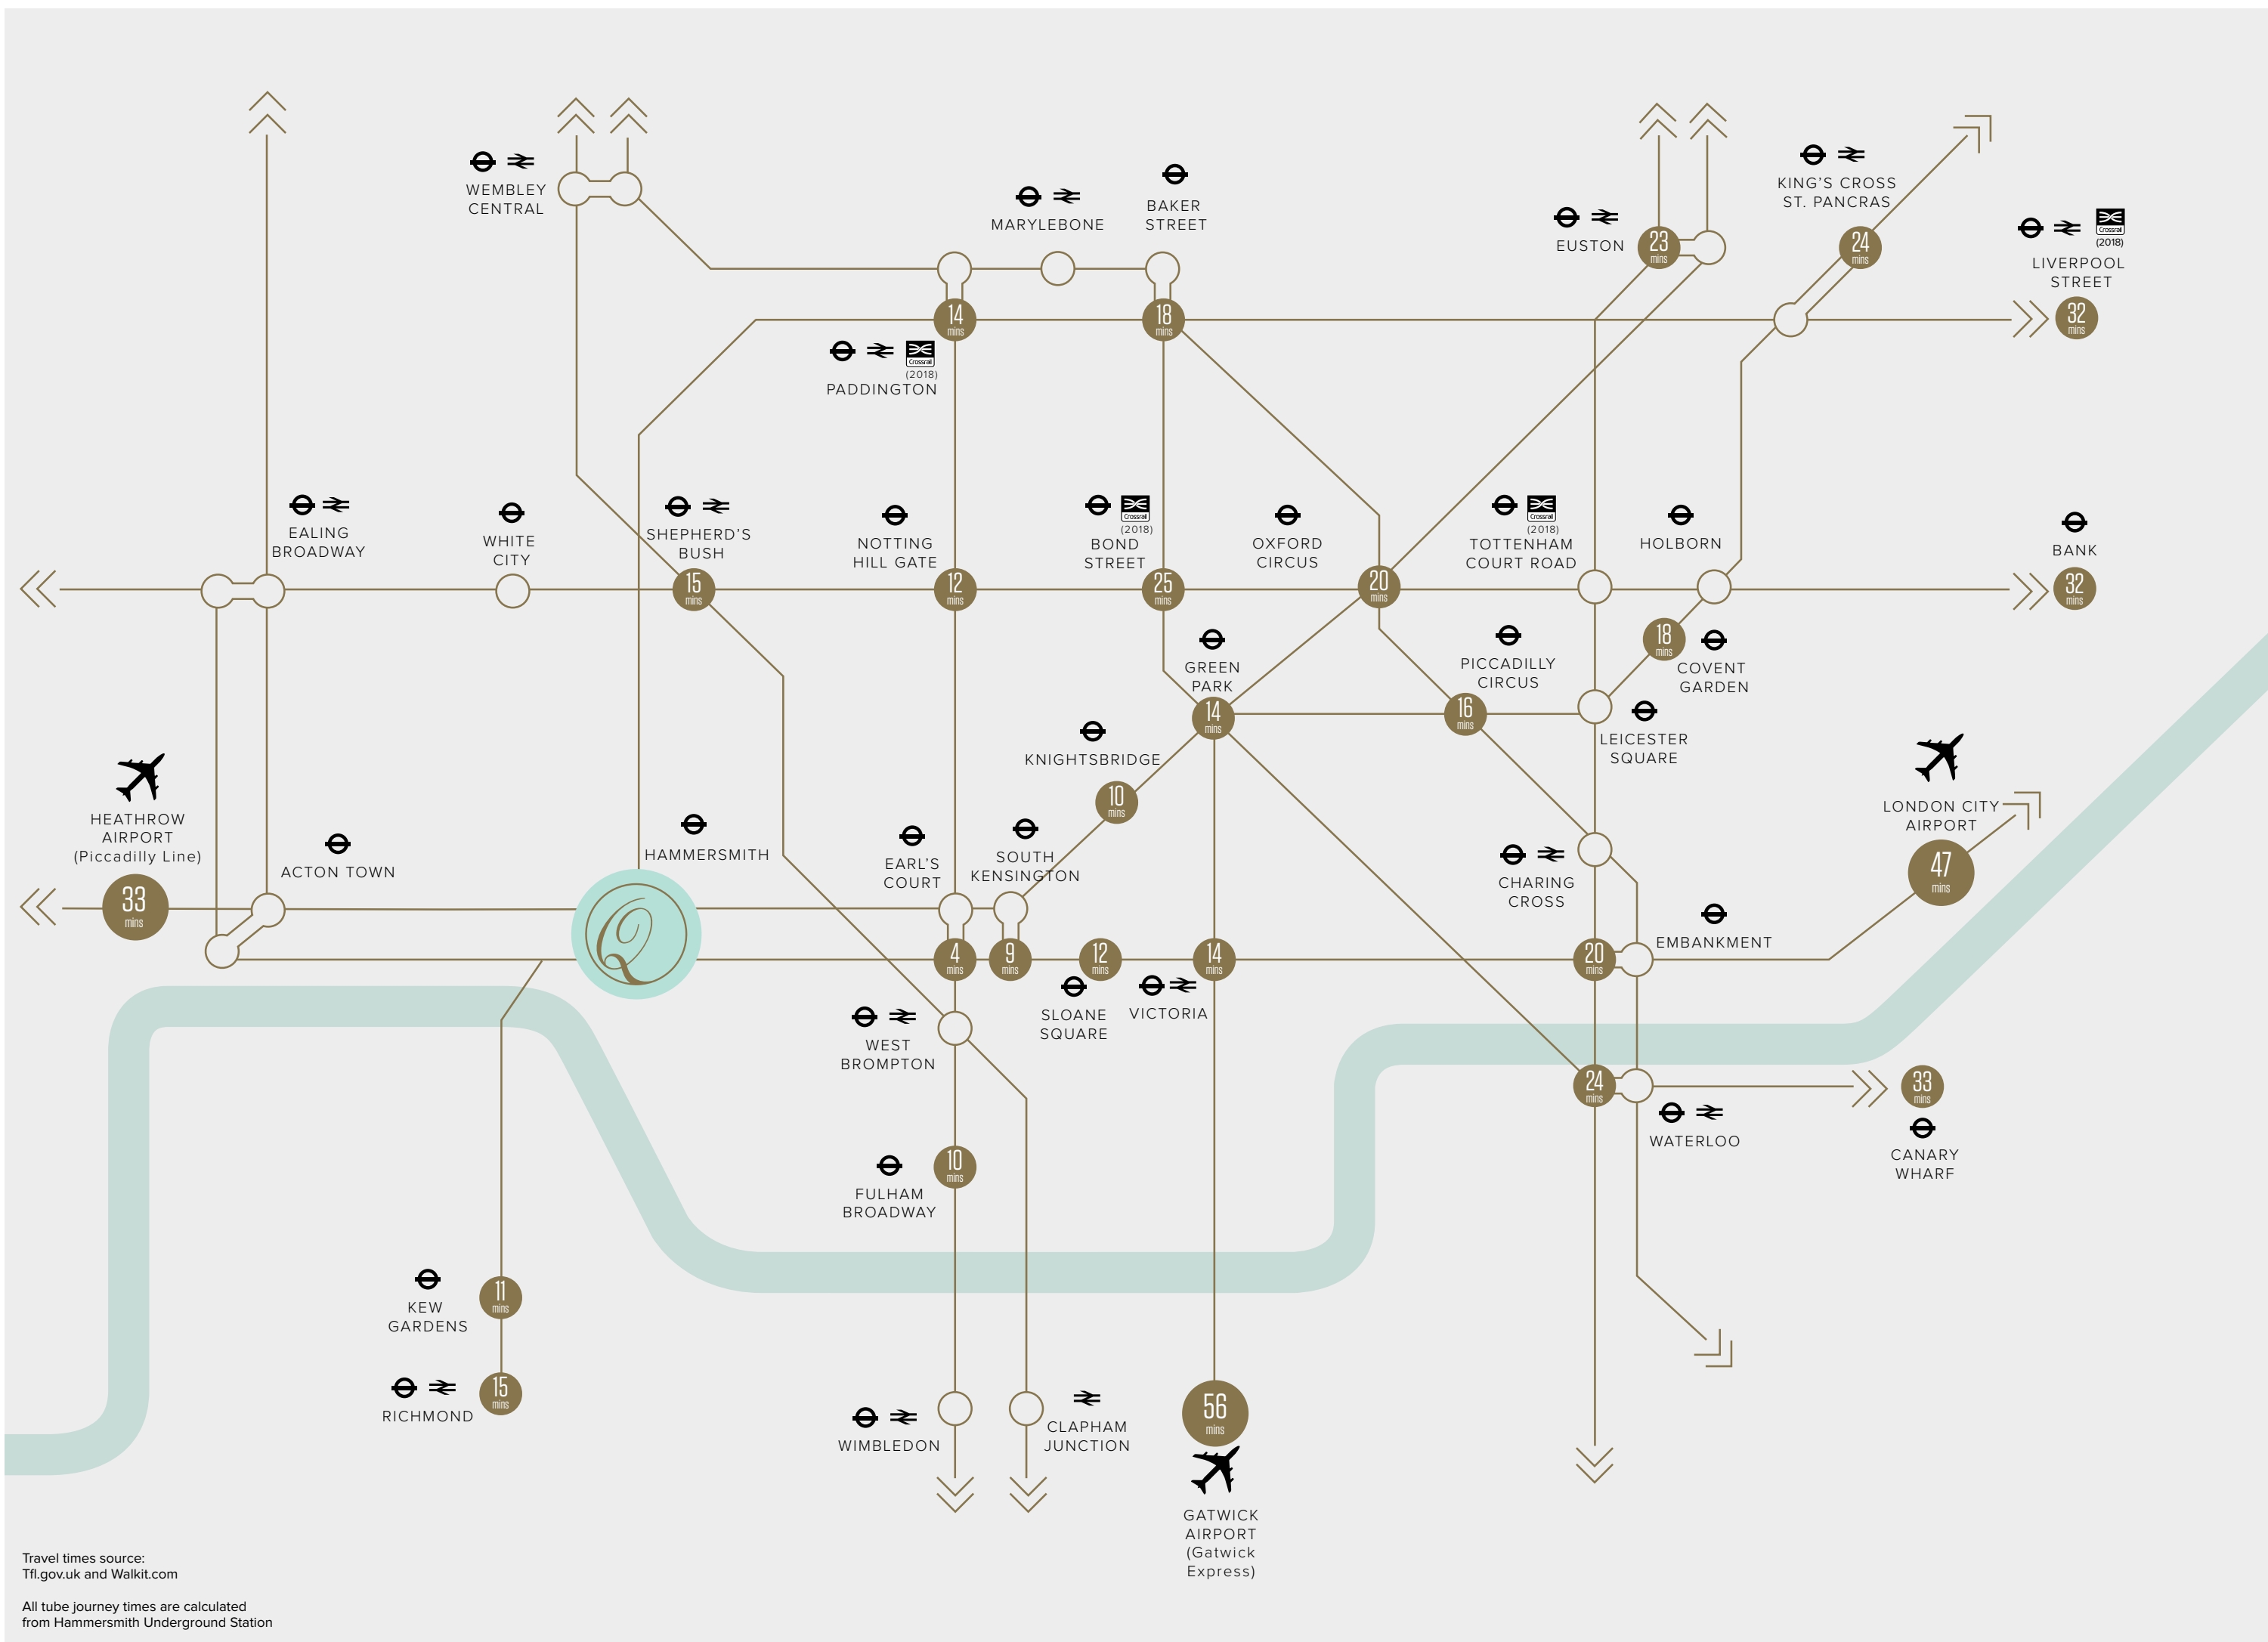 WEMBLEY
CENTRAL
MARYLEBONE
BAKER
STREET
EUSTON
23
mins
KING'S CROSS
ST. PANCRAS
24
mins
Crossrail
(2018)
LIVERPOOL
STREET
32
mins
14
mins
Crossrail
(2018)
PADDINGTON
18
mins
EALING
BROADWAY
WHITE
CITY
SHEPHERD'S
BUSH
15
mins
NOTTING
HILL GATE
12
mins
Crossrail
(2018)
BOND
STREET
25
mins
OXFORD
CIRCUS
20
mins
Crossrail
(2018)
TOTTENHAM
COURT ROAD
HOLBORN
BANK
32
mins
18
mins
COVENT
GARDEN
GREEN
PARK
14
mins
PICCADILLY
CIRCUS
16
mins
LEICESTER
SQUARE
KNIGHTSBRIDGE
10
mins
HEATHROW
AIRPORT
(Piccadilly Line)
33
mins
ACTON TOWN
HAMMERSMITH
Q
EARL'S
COURT
4
mins
SOUTH
KENSINGTON
9
mins
12
mins
SLOANE
SQUARE
14
mins
VICTORIA
CHARING
CROSS
20
mins
EMBANKMENT
LONDON CITY
AIRPORT
47
mins
WEST
BROMPTON
24
mins
WATERLOO
33
mins
CANARY
WHARF
10
mins
FULHAM
BROADWAY
KEW
GARDENS
11
mins
RICHMOND
15
mins
WIMBLEDON
CLAPHAM
JUNCTION
56
mins
GATWICK
AIRPORT
(Gatwick
Express)
Travel times source:
Tfl.gov.uk and Walkit.com
All tube journey times are calculated
from Hammersmith Underground Station